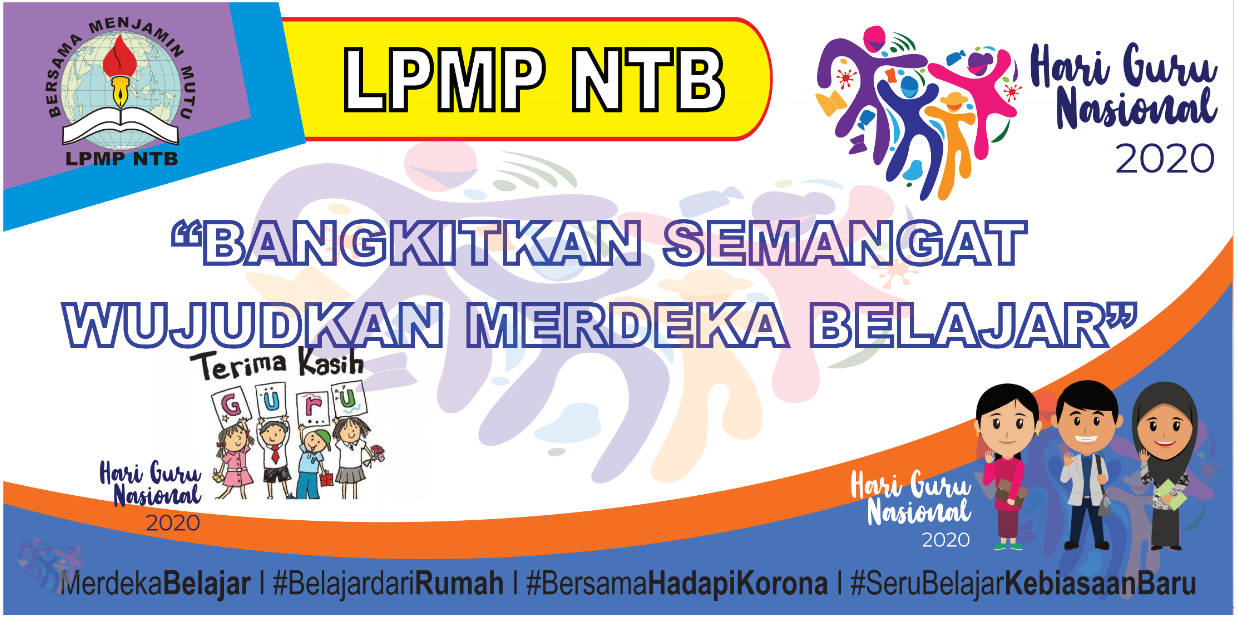 BERSAMA MENJAMIN MUTU
LPMP NTB
LPMP NTB
Hari Guru
Nasional
2020
“BANGKITKAN SEMANGAT
WUJUDKAN MERDEKA BELAJAR”
Terima Kasih
GURU
Hari Guru
Nasional
2020
Hari Guru
Nasional
2020
MerdekaBelajar I #BelajardariRumah I #BersamaHadapiKorona I #SeruBelajarKebiasaanBaru